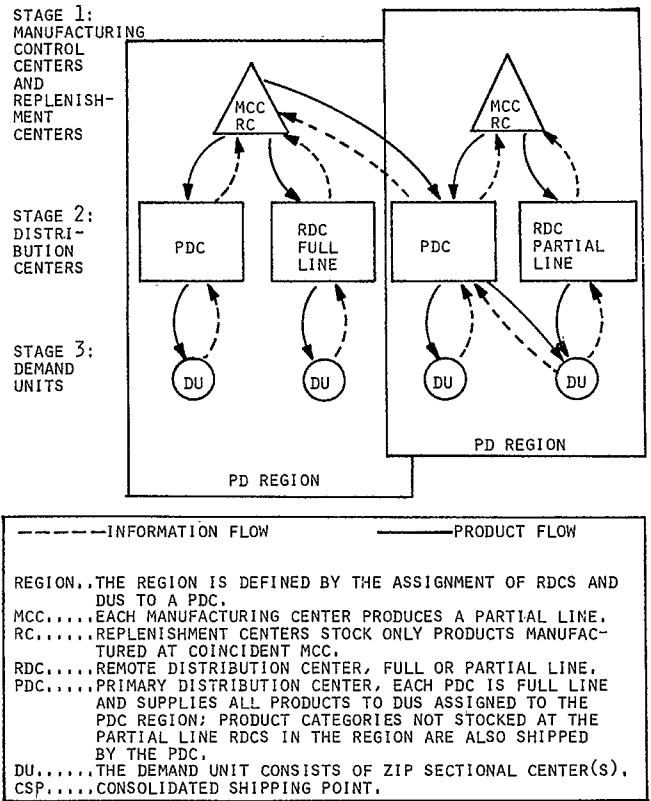 STAGE 1:
MANUFACTURING
CONTROL
CENTERS
AND
REPLENISH-
MENT
CENTERS
MCC
RC
MCC
RC
STAGE 2:
DISTRI-
BUTION
CENTERS
PDC
RDC
FULL
LINE
PDC
RDC
PARTIAL
LINE
STAGE 3:
DEMAND
UNITS
DU
DU
DU
DU
PD REGION
PD REGION
------INFORMATION FLOW ———PRODUCT FLOW
REGION..THE REGION IS DEFINED BY THE ASSIGNMENT OF RDCS AND
DUS TO A PDC.
MCC.....EACH MANUFACTURING CENTER PRODUCES A PARTIAL LINE.
RC......REPLENISHMENT CENTERS STOCK ONLY PRODUCTS MANUFAC-
TURED AT COINCIDENT MCC.
RDC.....REMOTE DISTRIBUTION CENTER, FULL OR PARTIAL LINE.
PDC.....PRIMARY DISTRIBUTION CENTER, EACH PDC IS FULL LINE
AND SUPPLIES ALL PRODUCTS TO DUS ASSIGNED TO THE
PDC REGION; PRODUCT CATEGORIES NOT STOCKED AT THE
PARTIAL LINE RDCS IN THE REGION ARE ALSO SHIPPED
BY THE PDC.
DU......THE DEMAND UNIT CONSISTS OF ZIP SECTIONAL CENTER(S).
CSP.....CONSOLIDATED SHIPPING POINT.